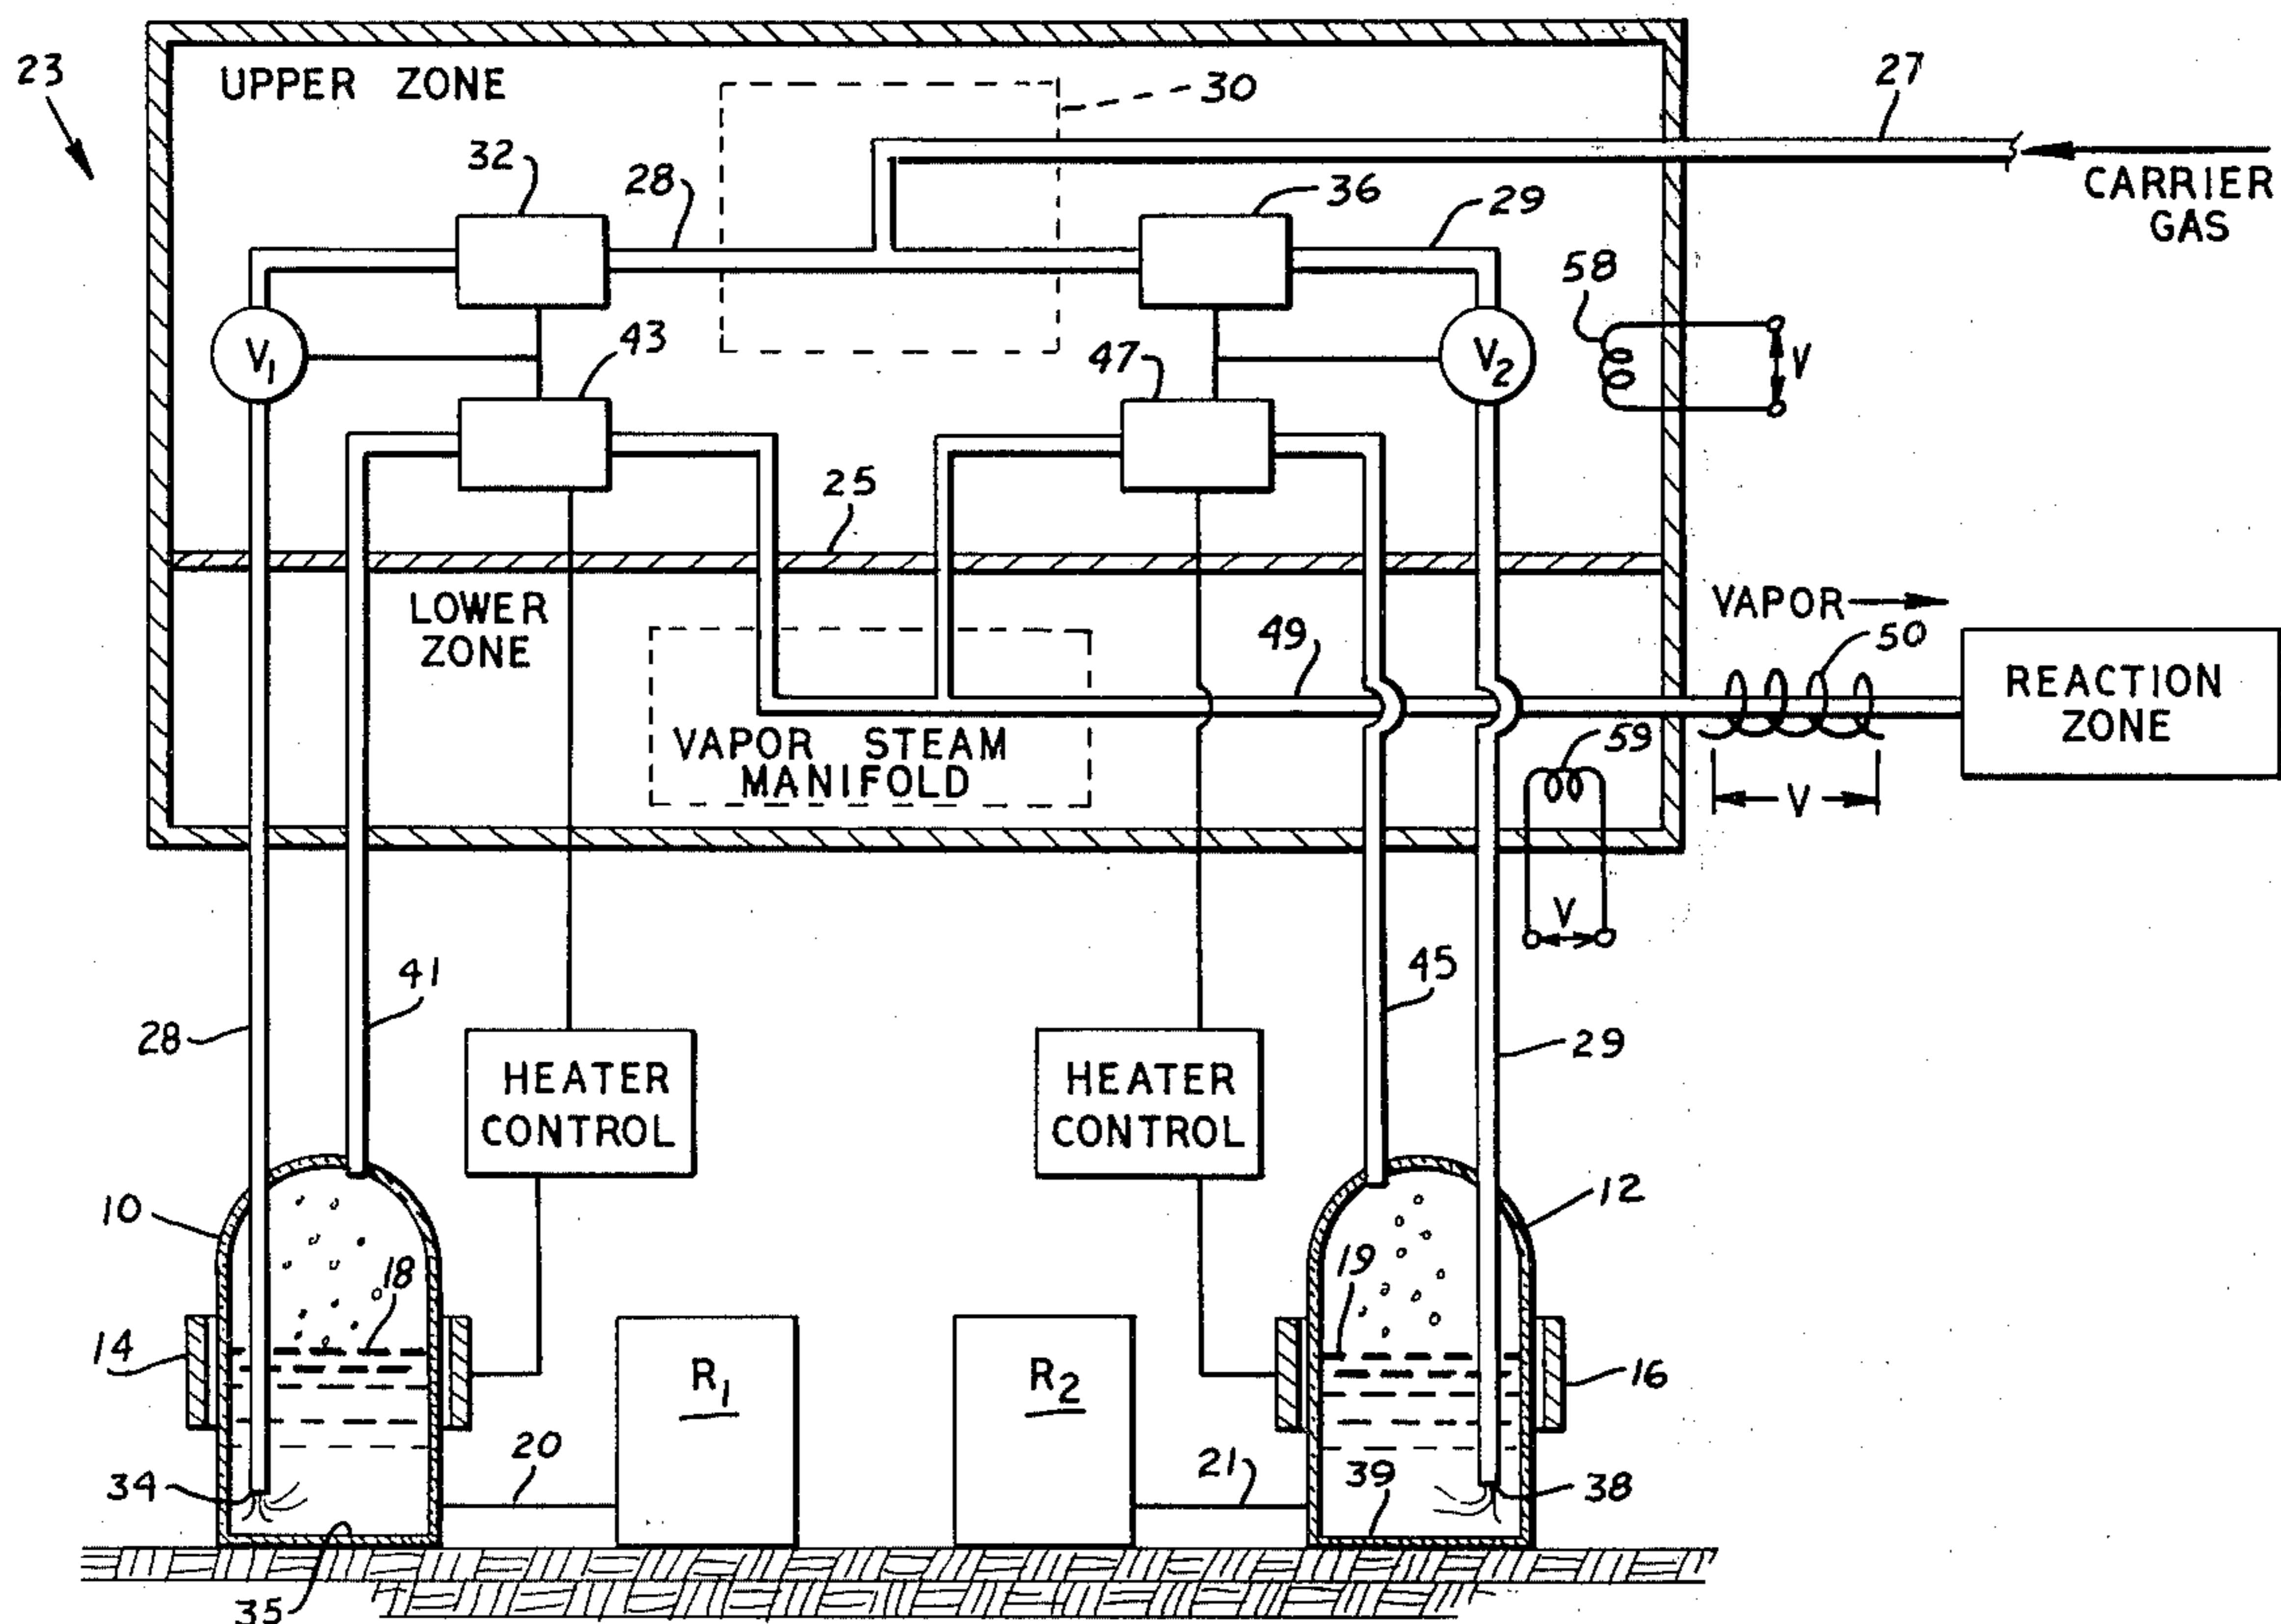 23
UPPER ZONE
30
27
CARRIER
GAS
32
28
36
29
58
V1
43
47
V2
V
25
LOWER
ZONE
VAPOR
50
49
REACTION
ZONE
VAPOR STEAM
MANIFOLD
59
V
V
41
45
28
29
HEATER
CONTROL
HEATER
CONTROL
10
12
18
19
14
R1
R2
16
20
21
34
39
38
35